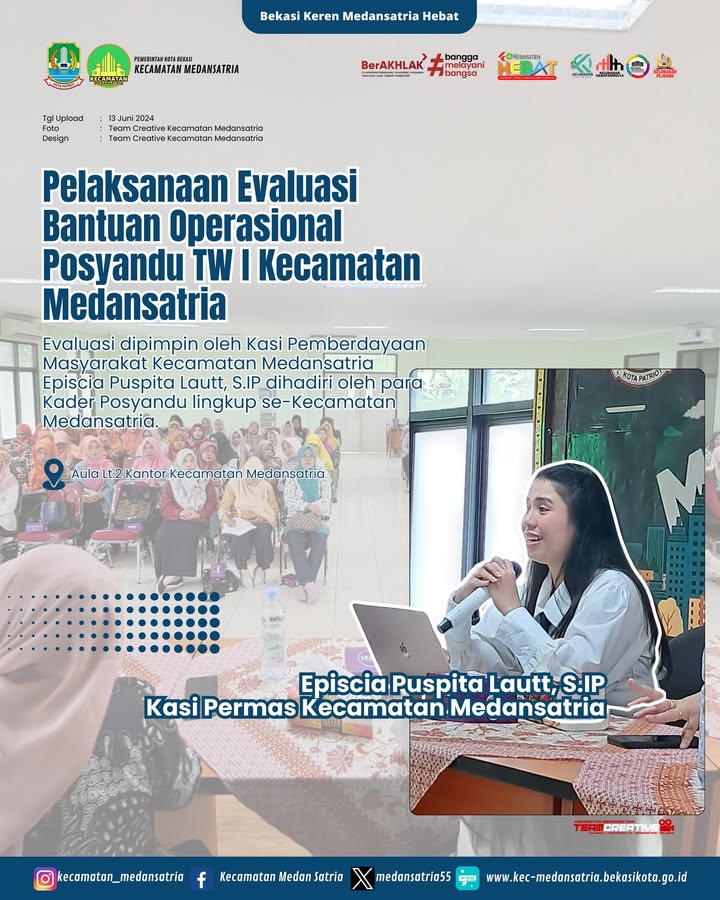 Bekasi Keren Medansatria Hebat
PEMERINTAH KOTA BEKASI
KECAMATAN MEDANSATRIA
BerAKHLAK
# bangga
melayani
bangsa
MEDANSATRIA
HEBAT
KECAMATAN
MEDANSATRIA
Tgl Upload : 13 Juni 2024
Foto : Team Creative Kecamatan Medansatria
Design : Team Creative Kecamatan Medansatria
Pelaksanaan Evaluasi
Bantuan Operasional
Posyandu TW I Kecamatan
Medansatria
Evaluasi dipimpin oleh Kasi Pemberdayaan
Masyarakat Kecamatan Medansatria
Episcia Puspita Lautt, S.IP dihadiri oleh para
Kader Posyandu lingkup se-Kecamatan
Medansatria.
KOTA PATRIOT
Aula Lt.2 Kantor Kecamatan Medansatria
M
Episcia Puspita Lautt, S.IP
Kasi Permas Kecamatan Medansatria
TEAMCREATIVE
kecamatan_medansatria
Kecamatan Medan Satria
medansatria55
www.kec-medansatria.bekasikota.go.id